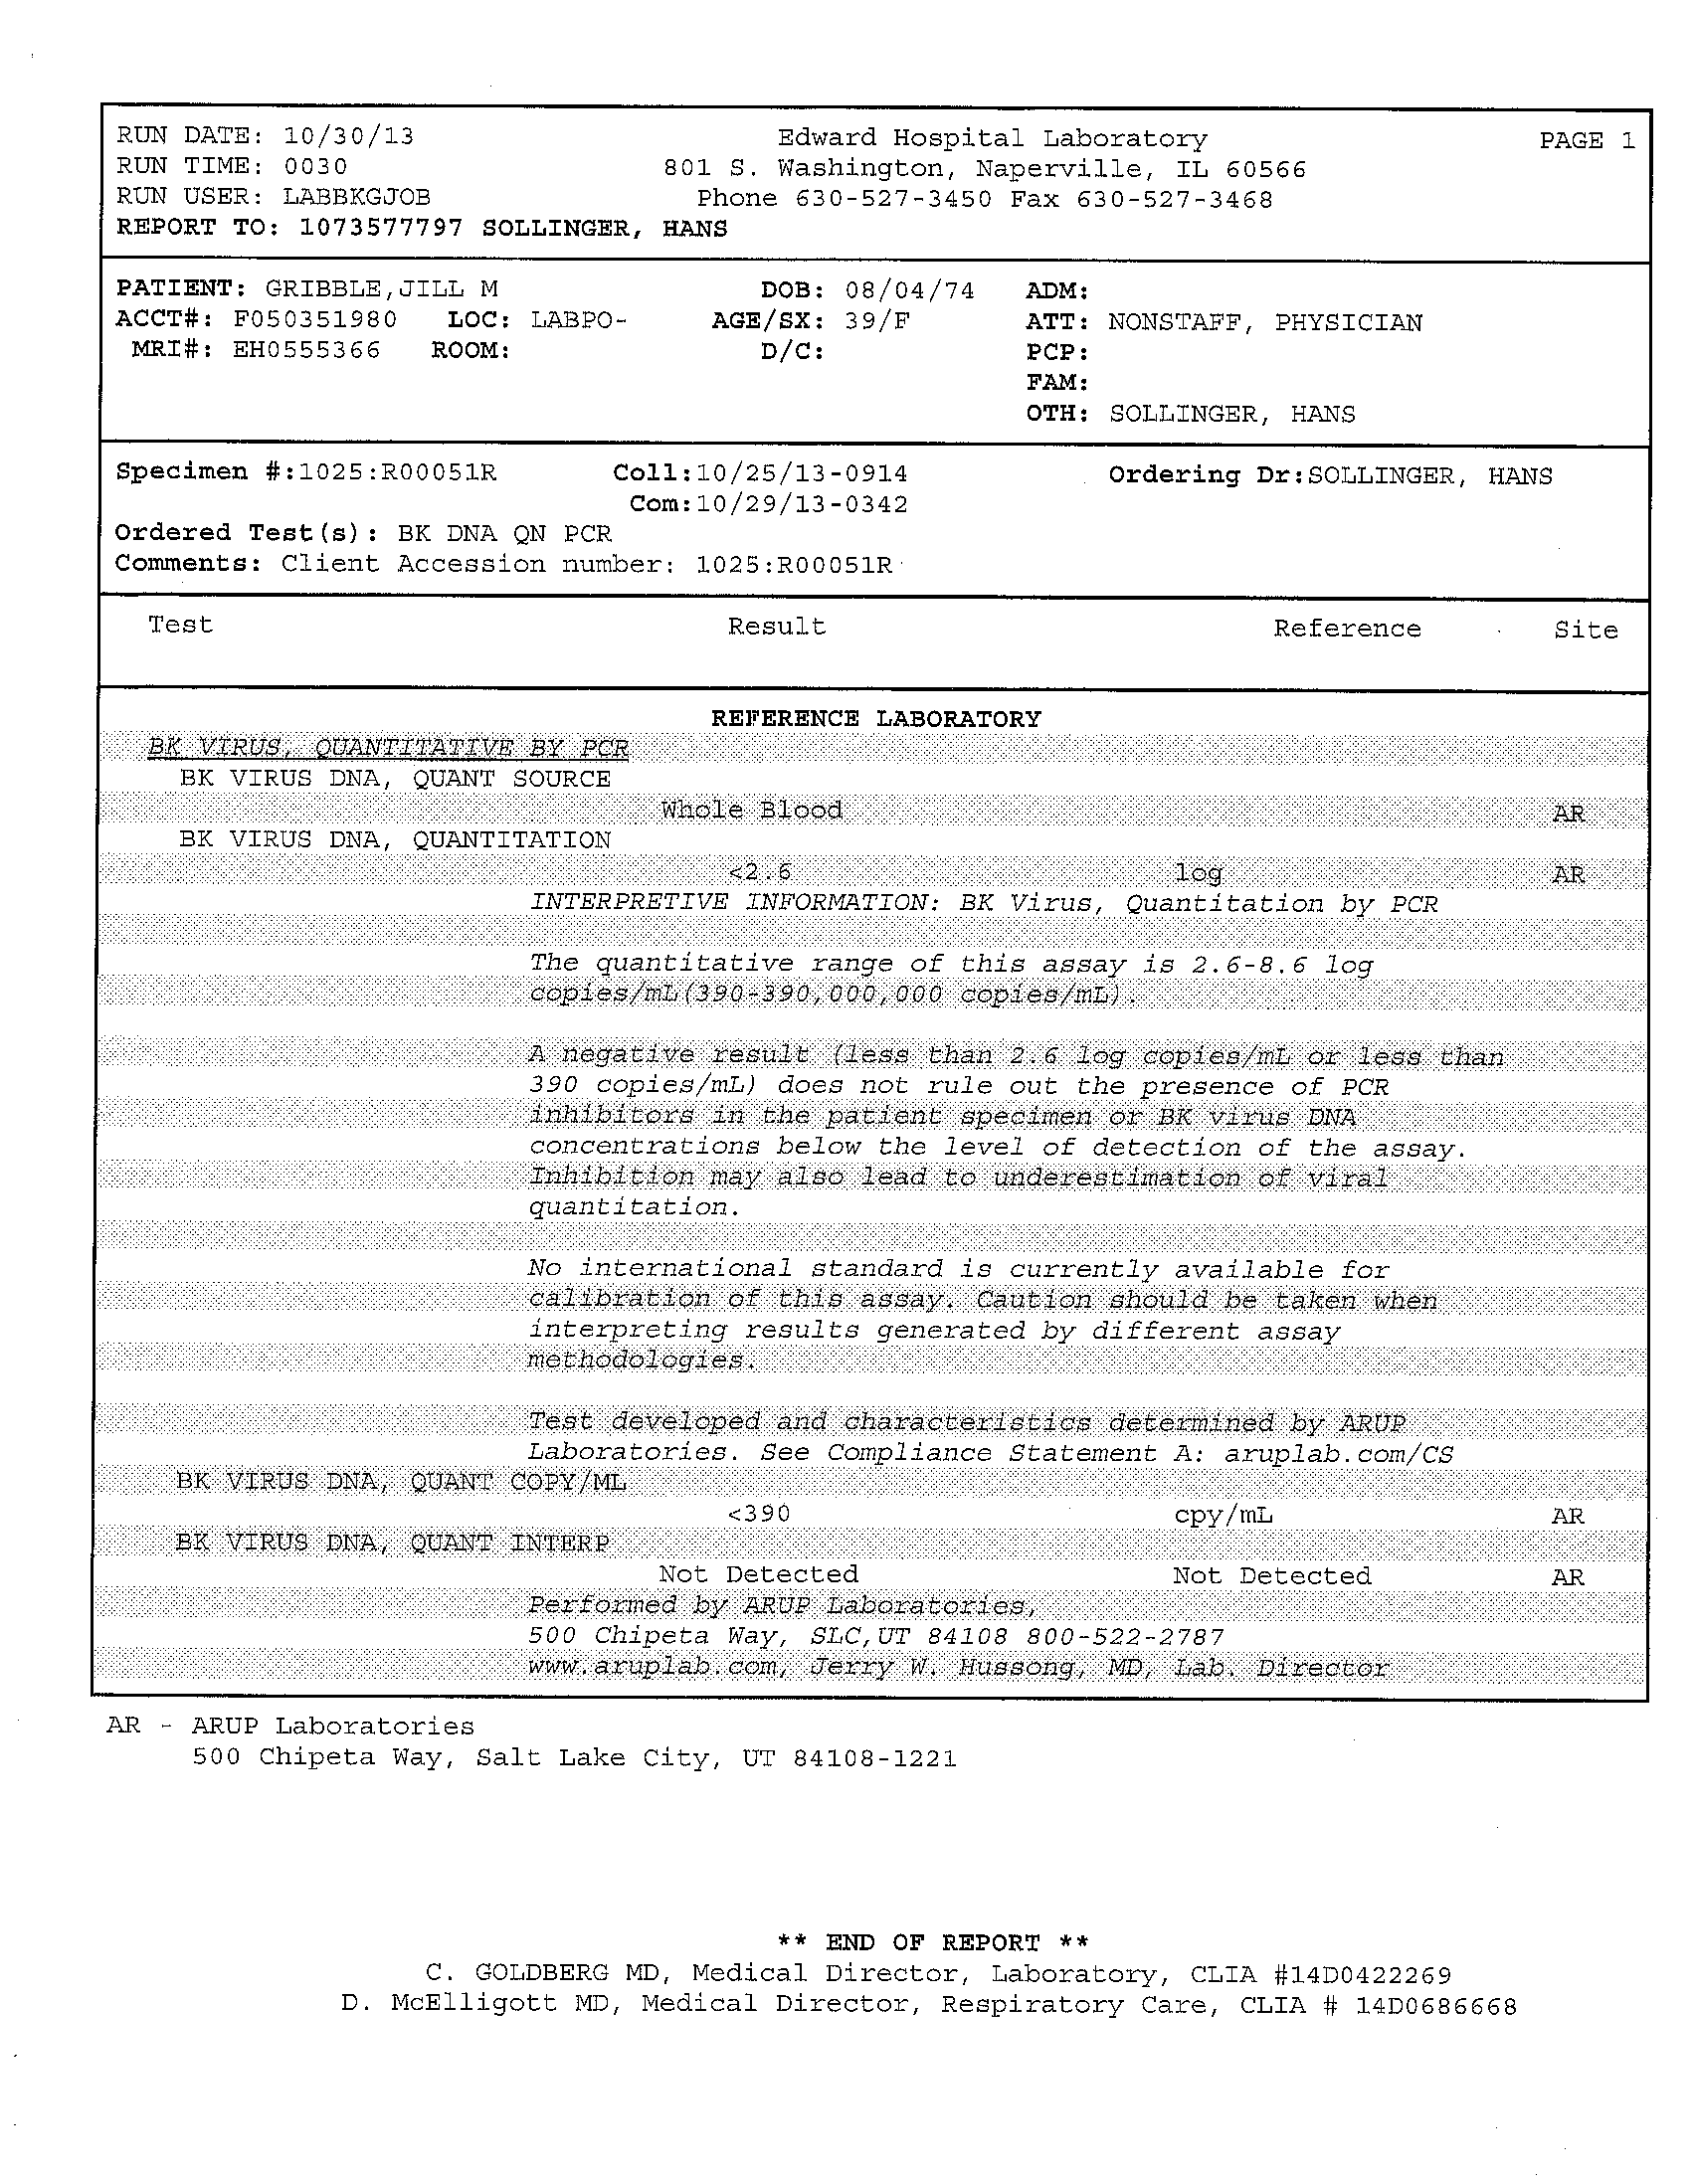 RUN DATE: 10/30/13 Edward Hospital Laboratory PAGE 1
RUN TIME: 0030 801 S. Washington, Naperville, IL 60566
RUN USER: LABBKGJOB Phone 630-527-3450 Fax 630-527-3468
REPORT TO: 1073577797 SOLLINGER, HANS
PATIENT: GRIBBLE,JILL M DOB: 08/04/74 ADM:
ACCT#: F050351980 LOC: LABPO- AGE/SX: 39/F ATT: NONSTAFF, PHYSICIAN
MRI#: EH0555366 ROOM: D/C: PCP:
FAM:
OTH: SOLLINGER, HANS
Specimen #:1025:R00051R Coll:10/25/13-0914 Ordering Dr:SOLLINGER, HANS
Com:10/29/13-0342
Ordered Test(s): BK DNA QN PCR
Comments: Client Accession number: 1025:R00051R
Test Result Reference Site
REFERENCE LABORATORY
BK VIRUS, QUANTITATIVE BY PCR
BK VIRUS DNA, QUANT SOURCE
Whole Blood AR
BK VIRUS DNA, QUANTITATION
<2.6 log AR
INTERPRETIVE INFORMATION: BK Virus, Quantitation by PCR
The quantitative range of this assay is 2.6-8.6 log
copies/mL(390-390,000,000 copies/mL).
A negative result (less than 2.6 log copies/mL or less than
390 copies/mL) does not rule out the presence of PCR
inhibitors in the patient specimen or BK virus DNA
concentrations below the level of detection of the assay.
Inhibition may also lead to underestimation of viral
quantitation.
No international standard is currently available for
calibration of this assay. Caution should be taken when
interpreting results generated by different assay
methodologies.
Test developed and characteristics determined by ARUP
Laboratories. See Compliance Statement A: aruplab.com/CS
BK VIRUS DNA, QUANT COPY/ML
<390 cpy/mL AR
BK VIRUS DNA, QUANT INTERP
Not Detected Not Detected AR
Performed by ARUP Laboratories,
500 Chipeta Way, SLC,UT 84108 800-522-2787
www.aruplab.com, Jerry W. Hussong, MD, Lab. Director
AR - ARUP Laboratories
500 Chipeta Way, Salt Lake City, UT 84108-1221
** END OF REPORT **
C. GOLDBERG MD, Medical Director, Laboratory, CLIA #14D0422269
D. McElligott MD, Medical Director, Respiratory Care, CLIA # 14D0686668